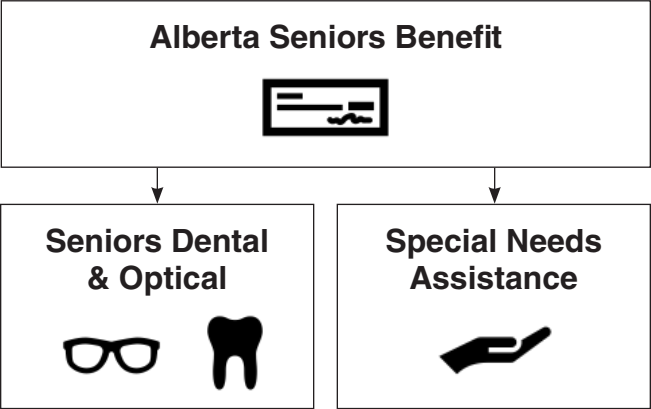 Alberta Seniors Benefit
Seniors Dental
& Optical
Special Needs
Assistance